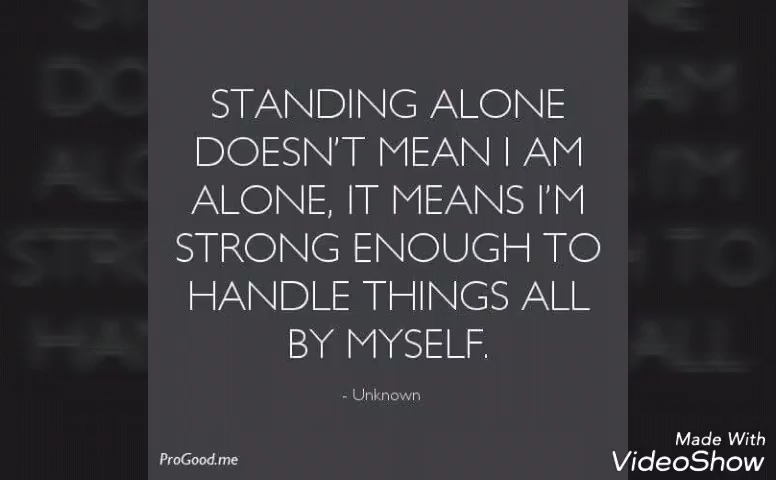 STANDING ALONE
DOESN'T MEAN I AM
ALONE, IT MEANS I'M
STRONG ENOUGH TO
HANDLE THINGS ALL
BY MYSELF.
- Unknown
ProGood.me
Made With
VideoShow